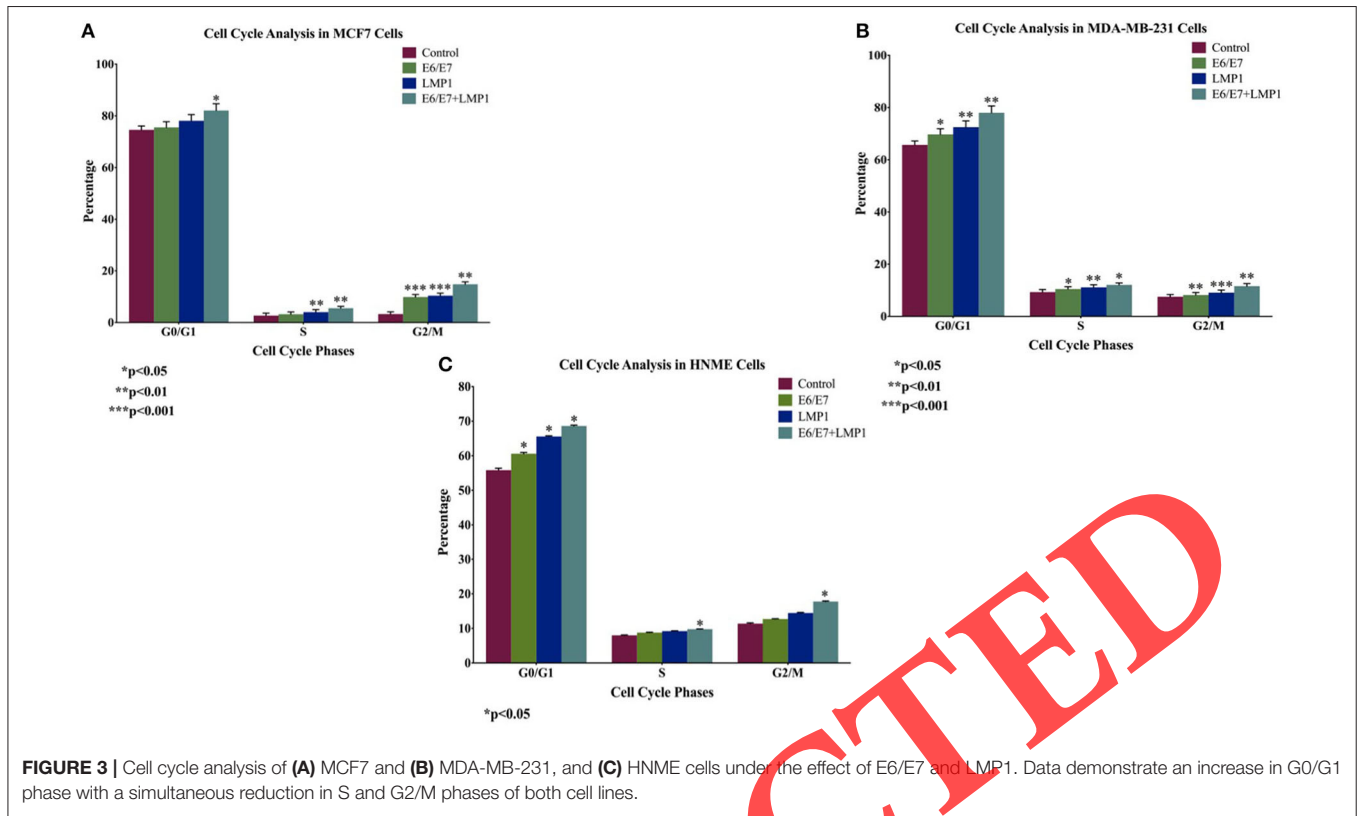 A
Cell Cycle Analysis in MCF7 Cells
Control
E6/E7
LMP1
E6/E7+LMP1
Percentage
100
80
60
40
20
0
*
** **
*** *** **
G0/G1 S G2/M
Cell Cycle Phases
*p<0.05
**p<0.01
***p<0.001
B
Cell Cycle Analysis in MDA-MB-231 Cells
Control
E6/E7
LMP1
E6/E7+LMP1
Percentage
100
80
60
40
20
0
* ** **
* ** *
** *** **
G0/G1 S G2/M
Cell Cycle Phases
*p<0.05
**p<0.01
***p<0.001
C
Cell Cycle Analysis in HNME Cells
Control
E6/E7
LMP1
E6/E7+LMP1
Percentage
80
70
60
50
40
30
20
10
0
* * *
*
*
G0/G1 S G2/M
Cell Cycle Phases
*p<0.05
CTED
FIGURE 3 | Cell cycle analysis of (A) MCF7 and (B) MDA-MB-231, and (C) HNME cells under the effect of E6/E7 and LMP1. Data demonstrate an increase in G0/G1
phase with a simultaneous reduction in S and G2/M phases of both cell lines.